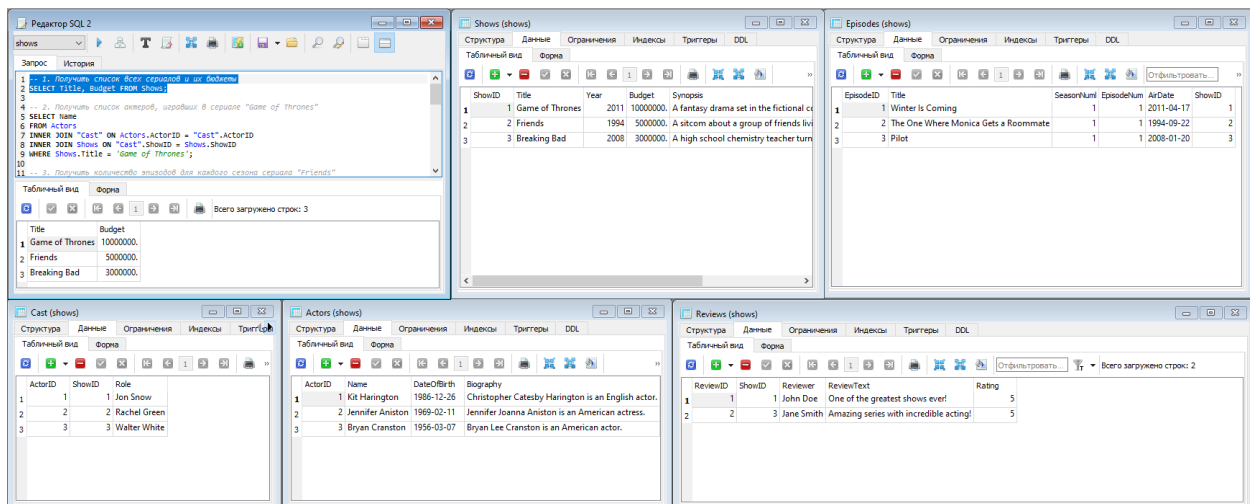 Редактор SQL 2
shows
Запрос История
1 -- 1. Получить список всех сериалов и их бюджеты
2 SELECT Title, Budget FROM Shows;
3
4 -- 2. Получить список актеров, игравших в сериале "Game of Thrones"
5 SELECT Name
6 FROM Actors
7 INNER JOIN "Cast" ON Actors.ActorID = "Cast".ActorID
8 INNER JOIN Shows ON "Cast".ShowID = Shows.ShowID
9 WHERE Shows.Title = 'Game of Thrones';
10
11 -- 3. Получить количество эпизодов для каждого сезона сериала "Friends"
Табличный вид Форма
1 Всего загружено строк: 3
Title Budget
1 Game of Thrones 10000000.
2 Friends 5000000.
3 Breaking Bad 3000000.
Shows (shows)
Структура Данные Ограничения Индексы Триггеры DDL
Табличный вид Форма
1 »
ShowID Title Year Budget Synopsis
1 1 Game of Thrones 2011 10000000. A fantasy drama set in the fictional co
2 2 Friends 1994 5000000. A sitcom about a group of friends livi
3 3 Breaking Bad 2008 3000000. A high school chemistry teacher turn
Episodes (shows)
Структура Данные Ограничения Индексы Триггеры DDL
Табличный вид Форма
1 Отфильтровать... »
EpisodeID Title SeasonNuml EpisodeNum AirDate ShowID
1 1 Winter Is Coming 1 1 2011-04-17 1
2 2 The One Where Monica Gets a Roommate 1 1 1994-09-22 2
3 3 Pilot 1 1 2008-01-20 3
Cast (shows)
Структура Данные Ограничения Индексы Триггеры
Табличный вид Форма
1 »
ActorID ShowID Role
1 1 1 Jon Snow
2 2 2 Rachel Green
3 3 3 Walter White
Actors (shows)
Структура Данные Ограничения Индексы Триггеры DDL
Табличный вид Форма
1 »
ActorID Name DateOfBirth Biography
1 1 Kit Harington 1986-12-26 Christopher Catesby Harington is an English actor.
2 2 Jennifer Aniston 1969-02-11 Jennifer Joanna Aniston is an American actress.
3 3 Bryan Cranston 1956-03-07 Bryan Lee Cranston is an American actor.
Reviews (shows)
Структура Данные Ограничения Индексы Триггеры DDL
Табличный вид Форма
1 Отфильтровать... Всего загружено строк: 2
ReviewID ShowID Reviewer ReviewText Rating
1 1 1 John Doe One of the greatest shows ever! 5
2 2 3 Jane Smith Amazing series with incredible acting! 5